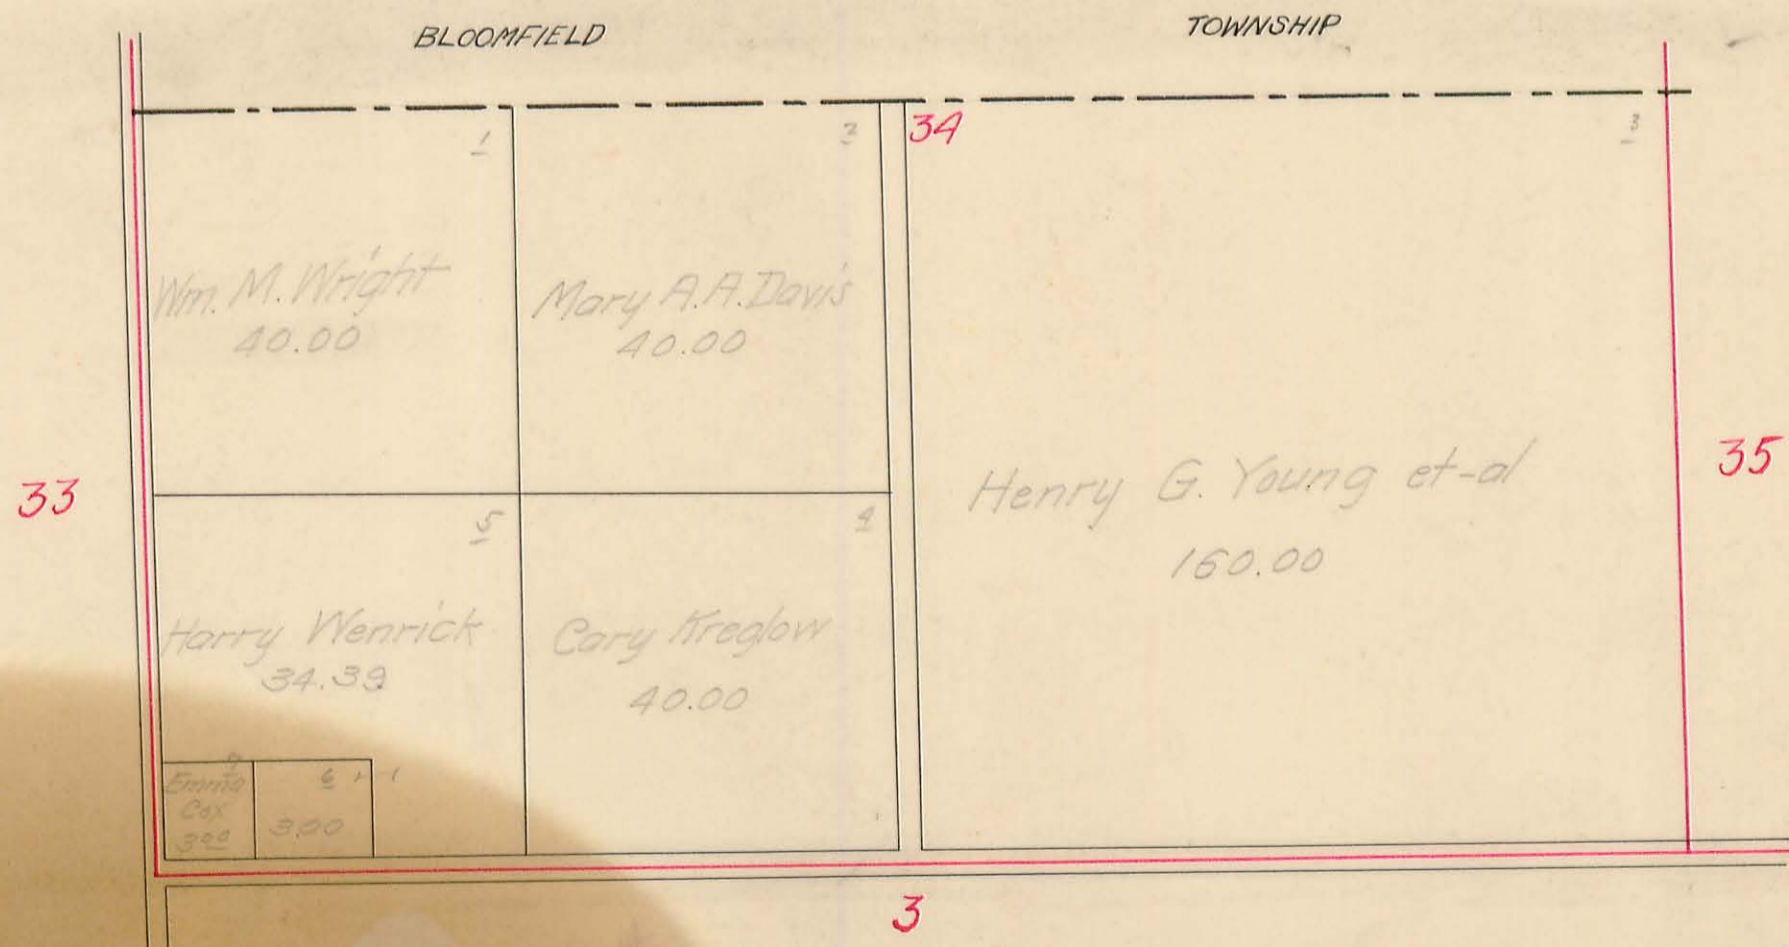 BLOOMFIELD TOWNSHIP
1
2
34
3
Wm. M. Wright
40.00
Mary A.A. Davis
40.00
33
35
Henry G. Young et-al
160.00
5
4
Harry Wenrick
34.39
Cary Kreglow
40.00
7
Emma
Cox
3.00
6
3.00
3